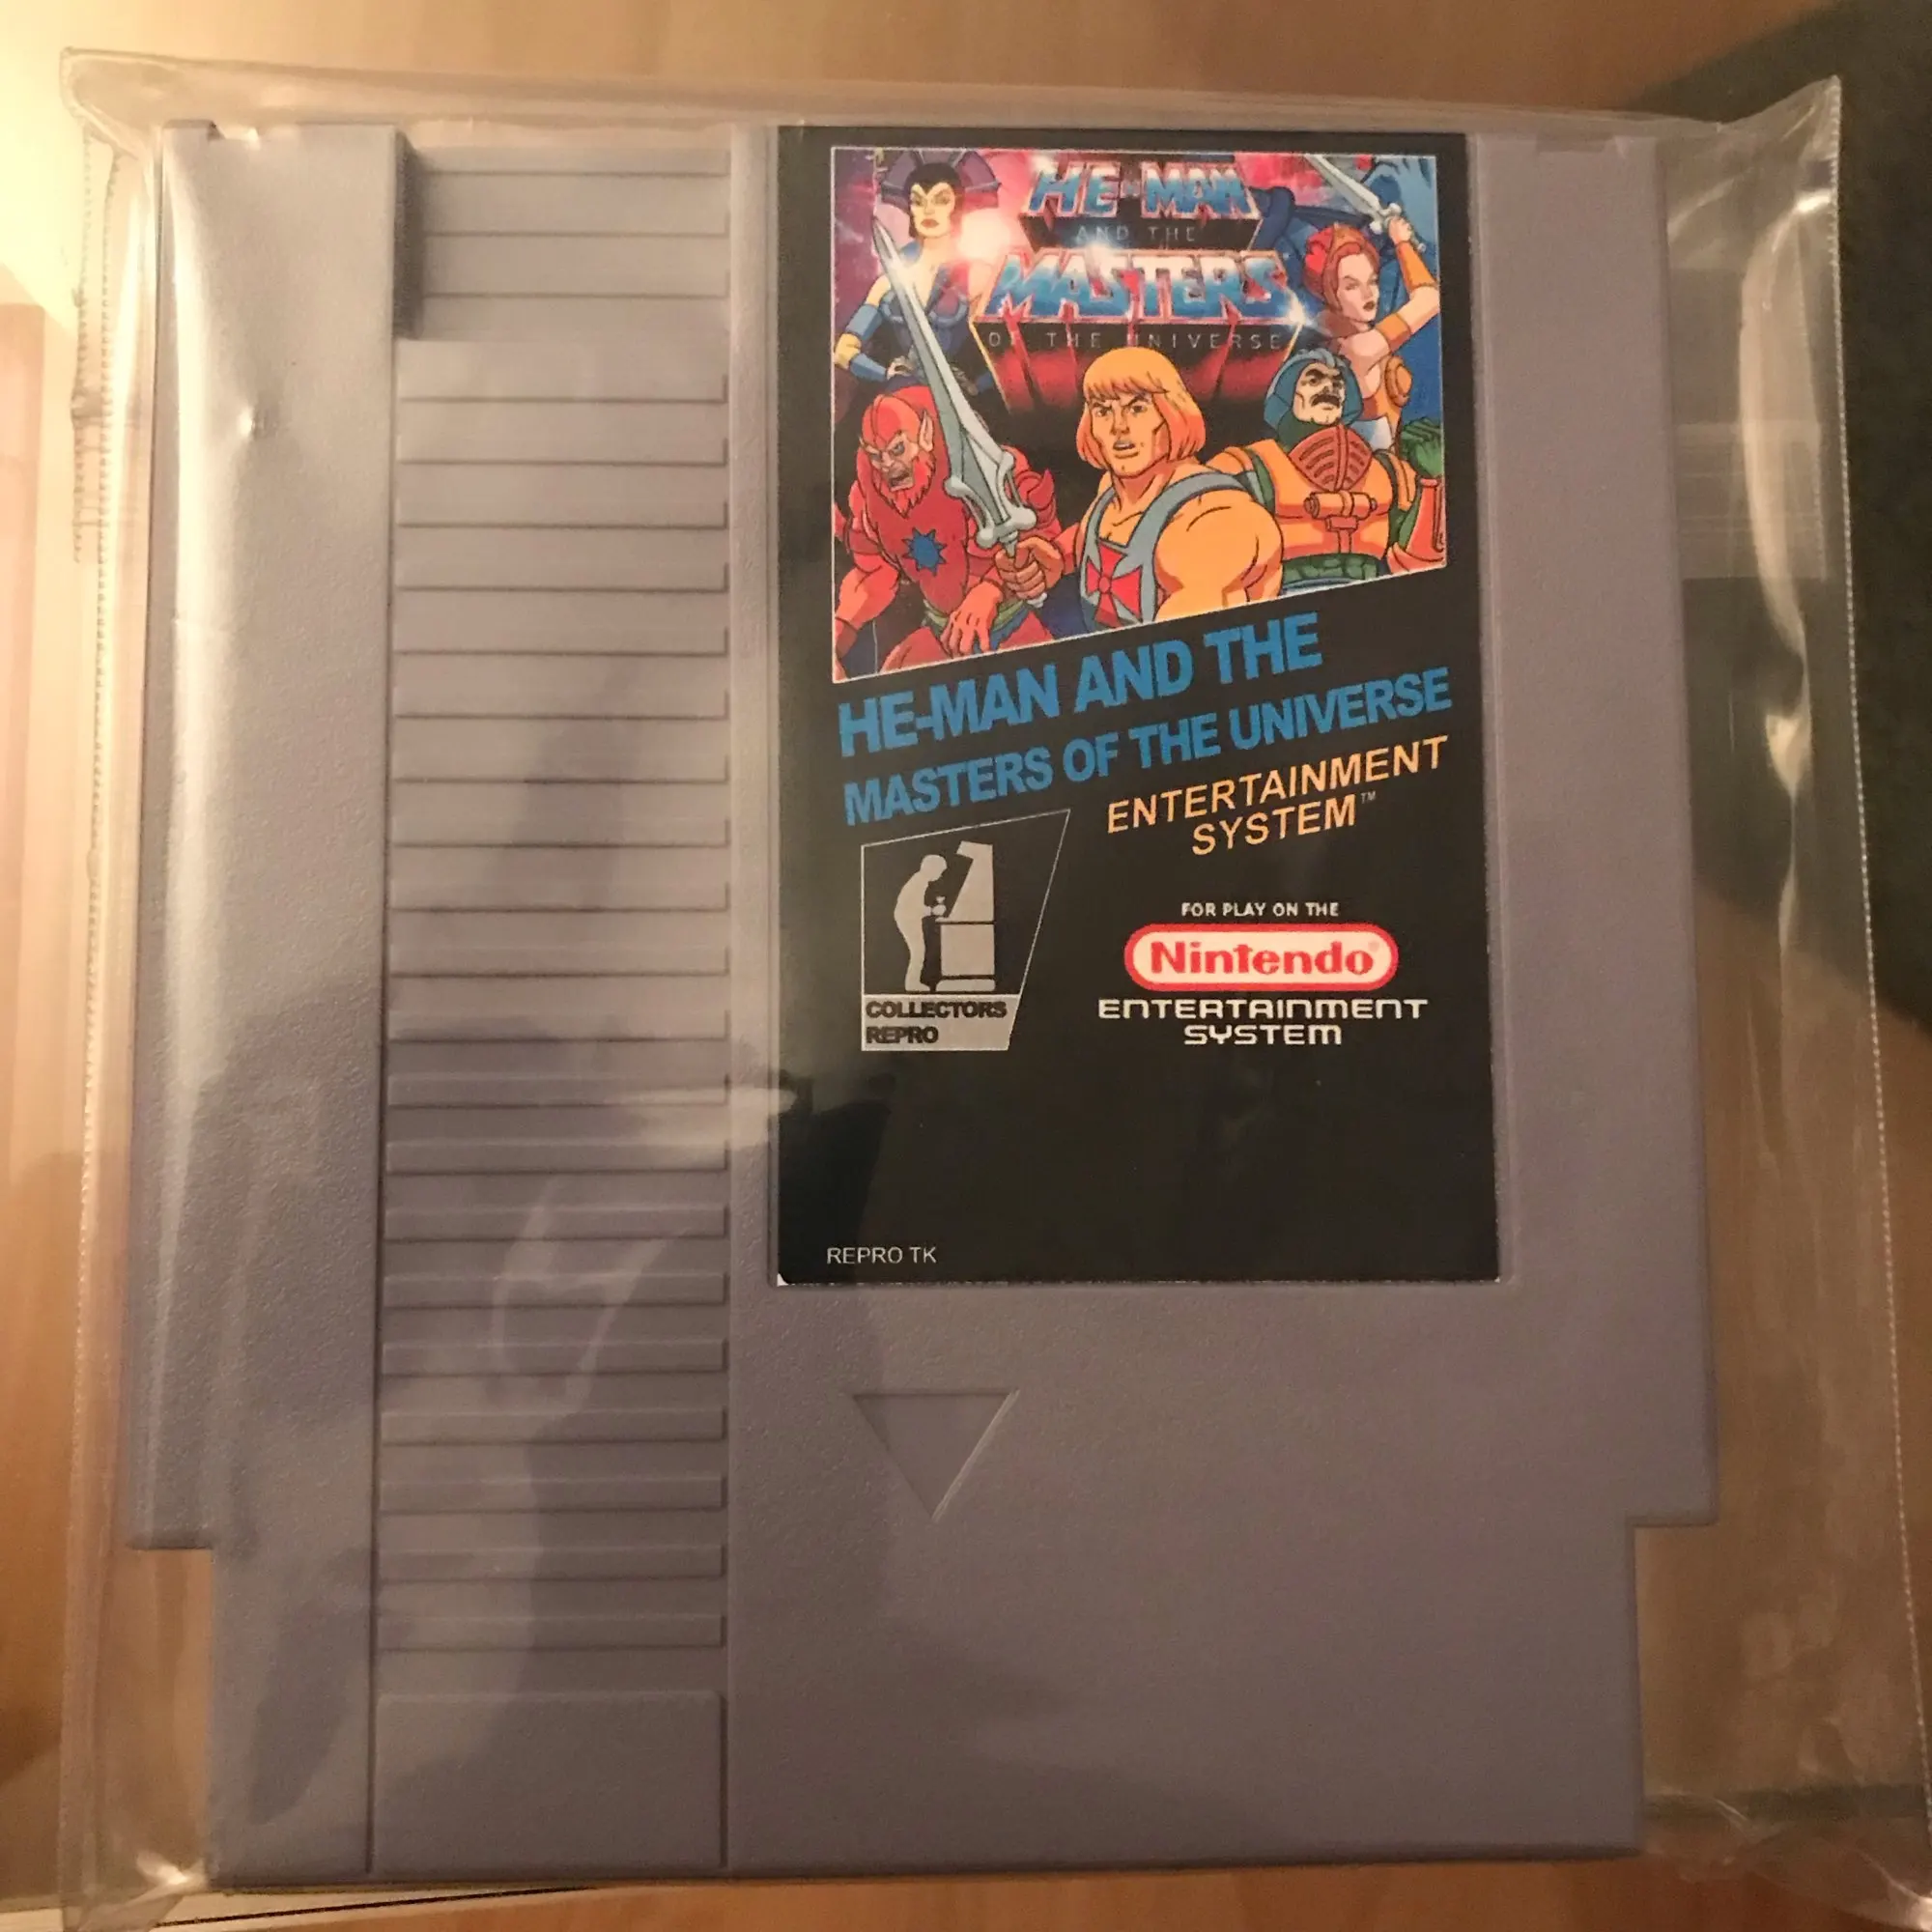 HE-MAN
AND THE
MASTERS
OF THE UNIVERSE
HE-MAN AND THE
MASTERS OF THE UNIVERSE
ENTERTAINMENT
SYSTEM™
COLLECTORS
REPRO
FOR PLAY ON THE
Nintendo®
ENTERTAINMENT
SYSTEM
REPRO TK